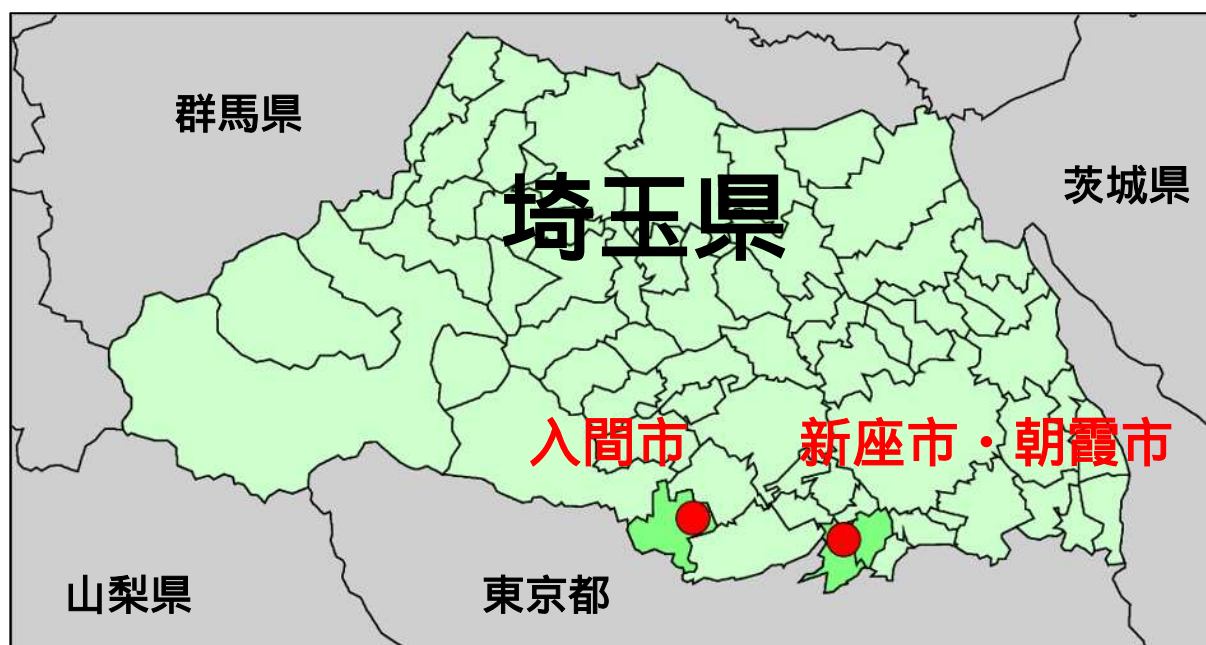 群馬県
茨城県
埼玉県
入間市
新座市・朝霞市
山梨県
東京都